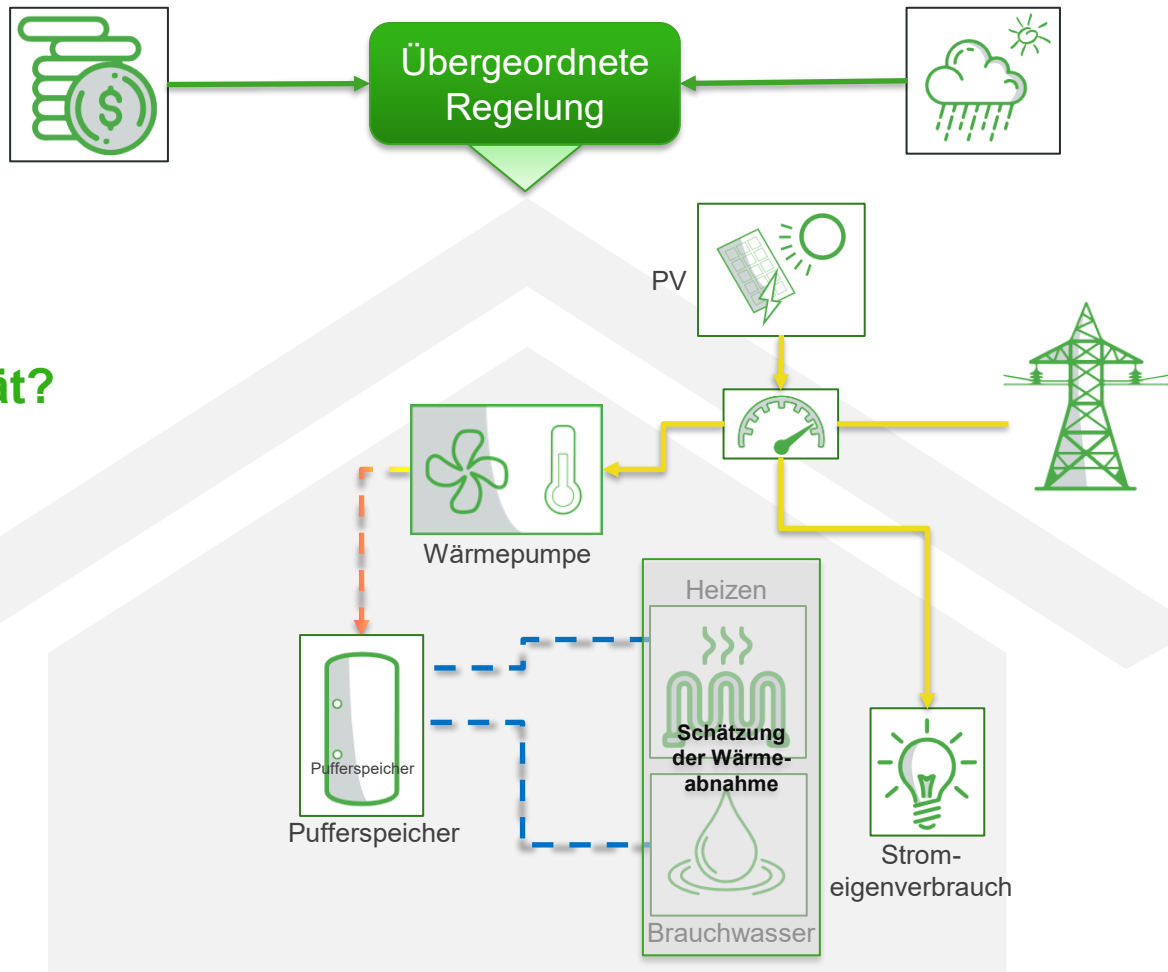 Übergeordnete
Regelung
PV
ät?
Wärmepumpe
Heizen
Schätzung
der Wärme-
abnahme
Pufferspeicher
Pufferspeicher
Brauchwasser
Strom-
eigenverbrauch
$